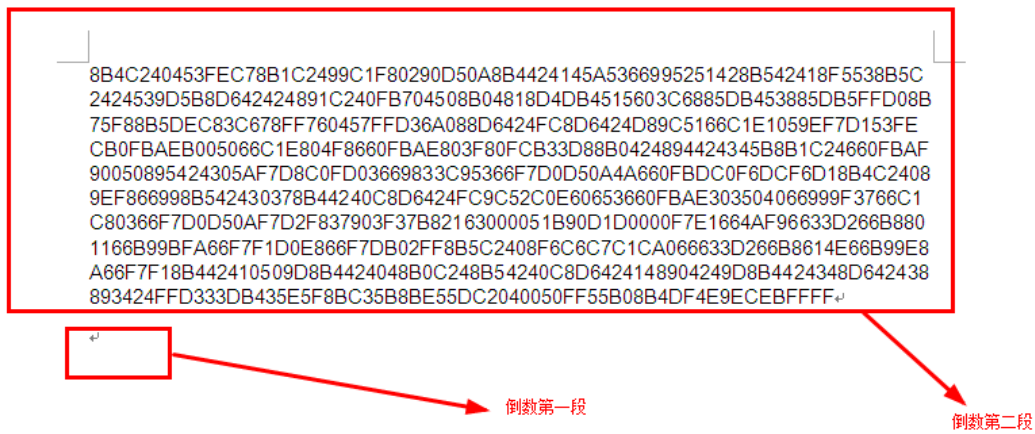 8B4C240453FEC78B1C2499C1F80290D50A8B4424145A5366995251428B542418F5538B5C
2424539D5B8D642424891C240FB704508B04818D4DB4515603C6885DB453885DB5FFD08B
75F88B5DEC83C678FF760457FFD36A088D6424FC8D6424D89C5166C1E1059EF7D153FE
CB0FBAEB005066C1E804F8660FBAE803F80FCB33D88B0424894424345B8B1C24660FBAF
90050895424305AF7D8C0FD03669833C95366F7D0D50A4A660FBDC0F6DCF6D18B4C2408
9EF866998B542430378B44240C8D6424FC9C52C0E60653660FBAE303504066999F3766C1
C80366F7D0D50AF7D2F837903F37B82163000051B90D1D0000F7E1664AF96633D266B880
1166B99BFA66F7F1D0E866F7DB02FF8B5C2408F6C6C7C1CA066633D266B8614E66B99E8
A66F7F18B442410509D8B4424048B0C248B54240C8D6424148904249D8B4424348D642438
893424FFD333DB435E5F8BC35B8BE55DC2040050FF55B08B4DF4E9ECEBFFFF↵
↵
倒数第一段
倒数第二段